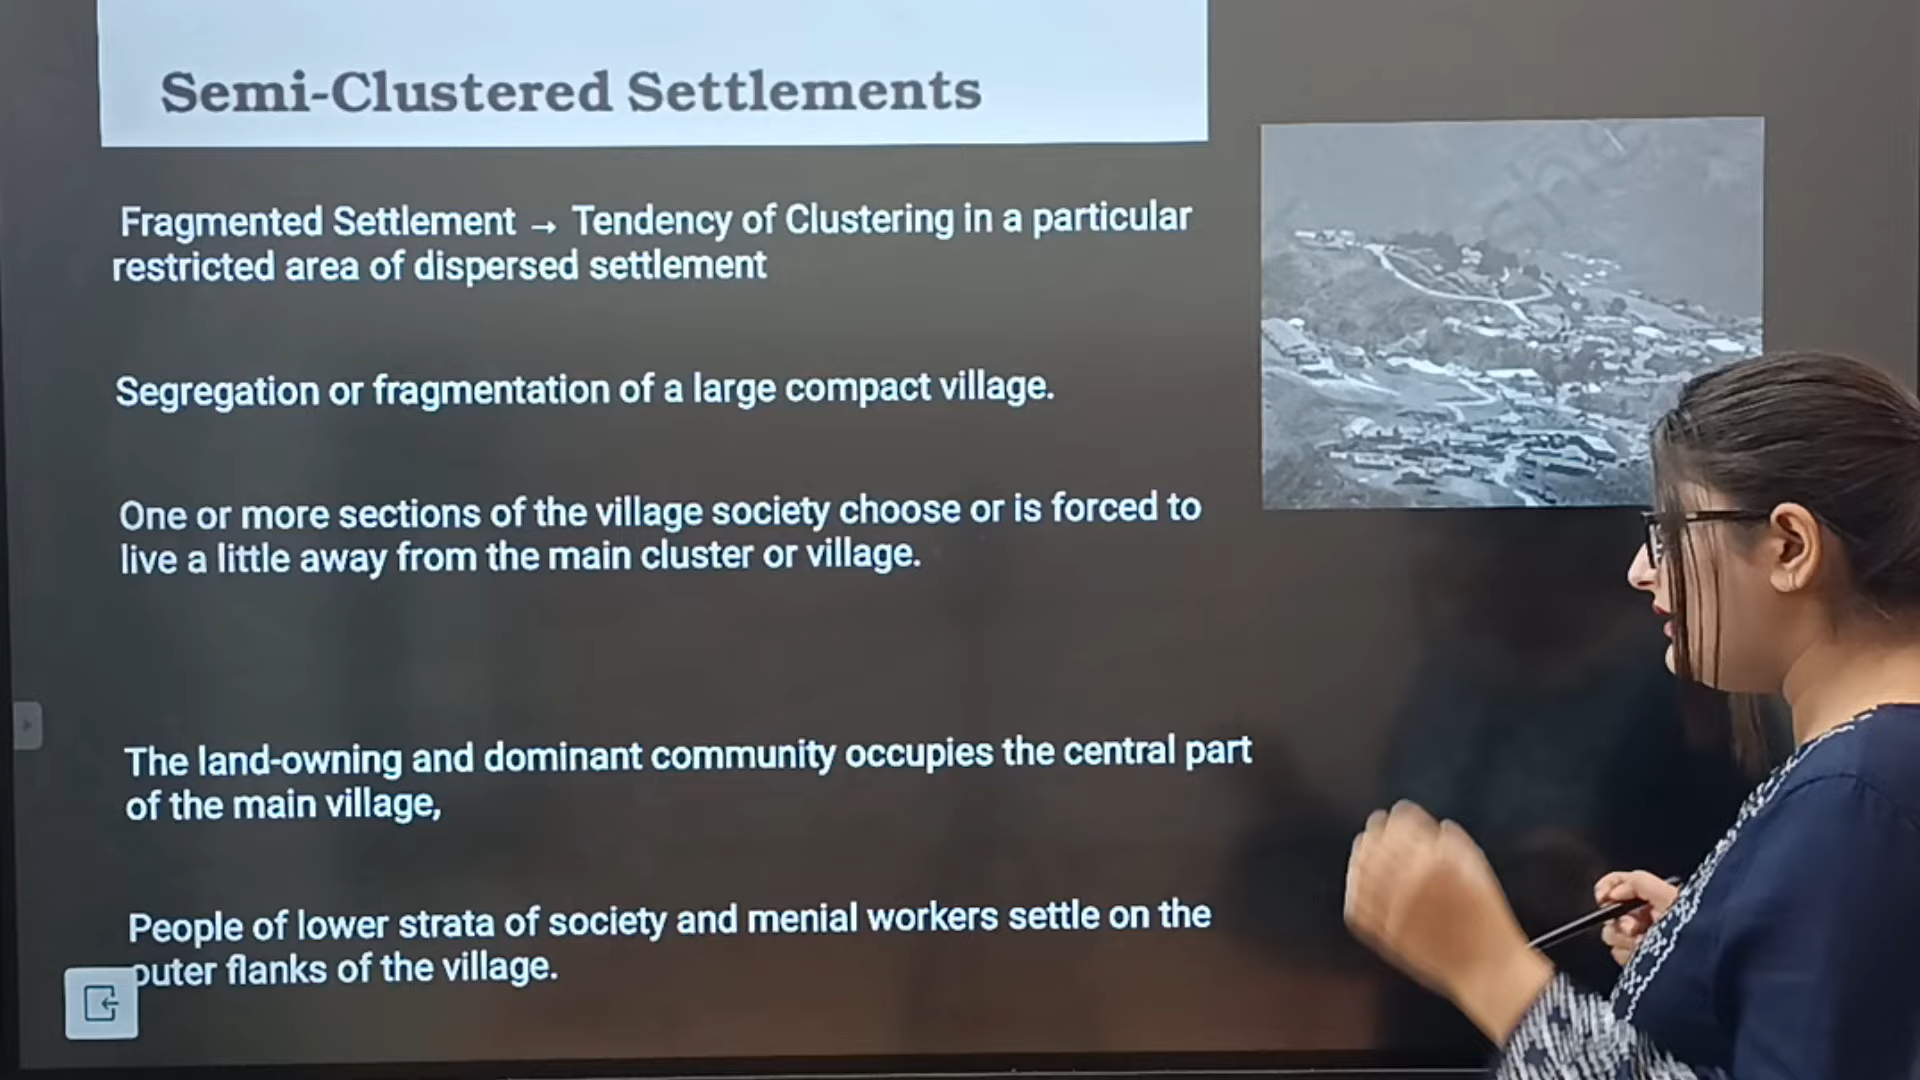 Semi-Clustered Settlements
Fragmented Settlement → Tendency of Clustering in a particular
restricted area of dispersed settlement
Segregation or fragmentation of a large compact village.
One or more sections of the village society choose or is forced to
live a little away from the main cluster or village.
The land-owning and dominant community occupies the central part
of the main village,
People of lower strata of society and menial workers settle on the
outer flanks of the village.